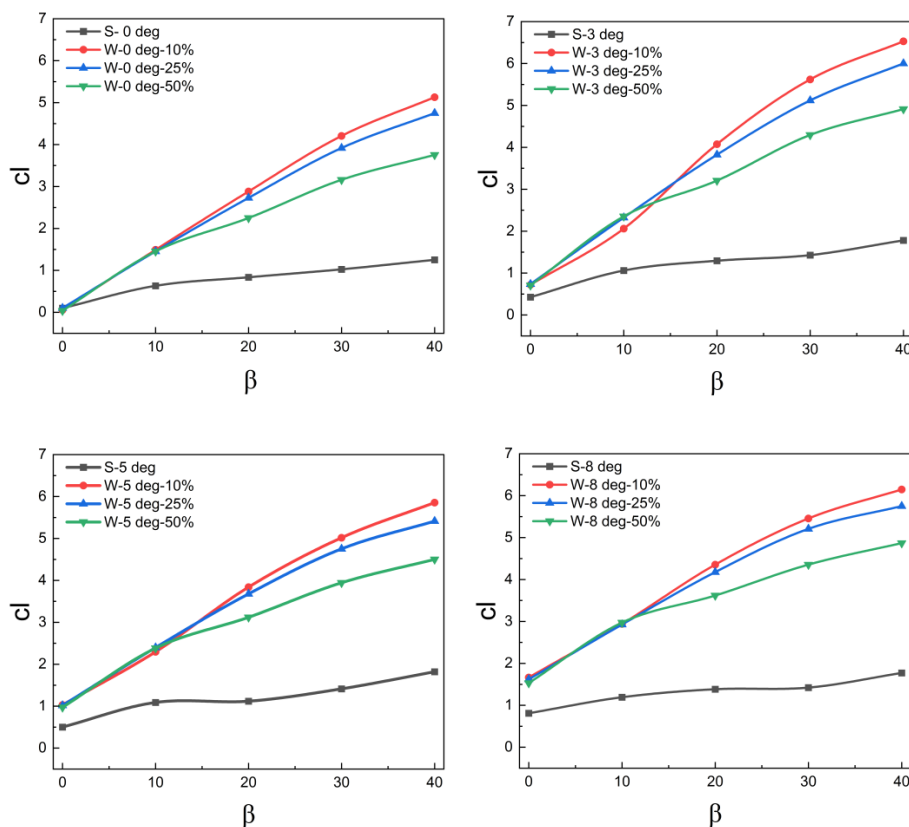 7
6
5
4
3
2
1
0
cl
S- 0 deg
W-0 deg-10%
W-0 deg-25%
W-0 deg-50%
0 10 20 30 40
β
7
6
5
4
3
2
1
0
cl
S-3 deg
W-3 deg-10%
W-3 deg-25%
W-3 deg-50%
0 10 20 30 40
β
7
6
5
4
3
2
1
0
cl
S-5 deg
W-5 deg-10%
W-5 deg-25%
W-5 deg-50%
0 10 20 30 40
β
7
6
5
4
3
2
1
0
cl
S-8 deg
W-8 deg-10%
W-8 deg-25%
W-8 deg-50%
0 10 20 30 40
β